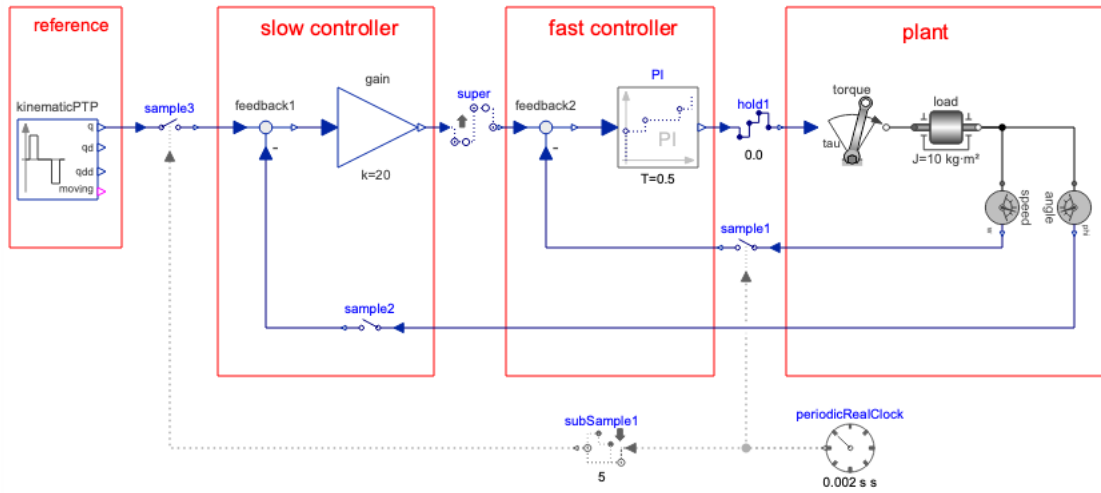 reference
slow controller
fast controller
plant
kinematicPTP
q
qd
qdd
moving
sample3
feedback1
gain
k=20
super
feedback2
PI
PI
T=0.5
hold1
0.0
torque
tau
load
J=10 kg·m²
speed
w
angle
phi
-
-
sample1
sample2
subSample1
5
periodicRealClock
0.002 s s